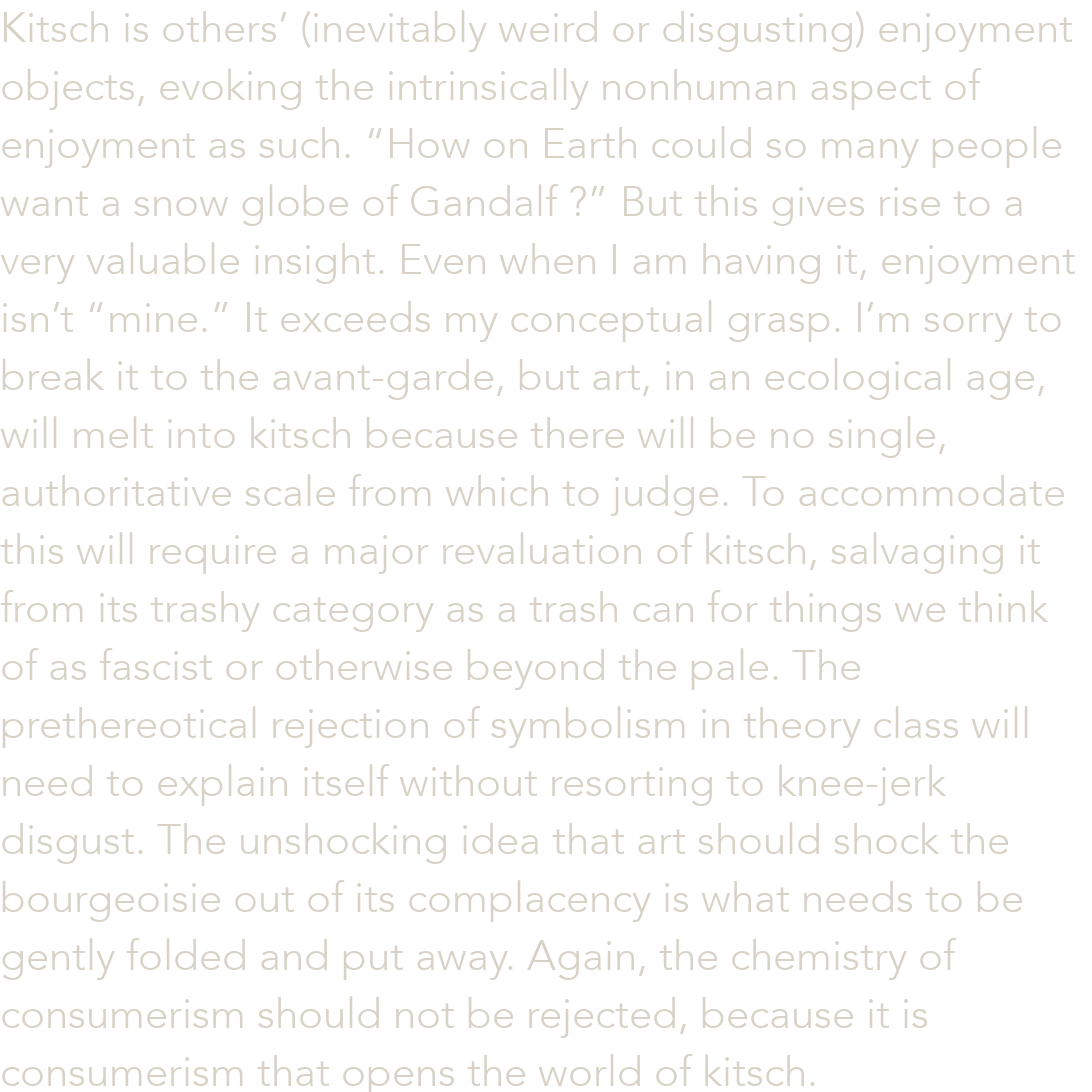 Kitsch is others’ (inevitably weird or disgusting) enjoyment
objects, evoking the intrinsically nonhuman aspect of
enjoyment as such. “How on Earth could so many people
want a snow globe of Gandalf ?” But this gives rise to a
very valuable insight. Even when I am having it, enjoyment
isn’t “mine.” It exceeds my conceptual grasp. I’m sorry to
break it to the avant-garde, but art, in an ecological age,
will melt into kitsch because there will be no single,
authoritative scale from which to judge. To accommodate
this will require a major revaluation of kitsch, salvaging it
from its trashy category as a trash can for things we think
of as fascist or otherwise beyond the pale. The
prethereotical rejection of symbolism in theory class will
need to explain itself without resorting to knee-jerk
disgust. The unshocking idea that art should shock the
bourgeoisie out of its complacency is what needs to be
gently folded and put away. Again, the chemistry of
consumerism should not be rejected, because it is
consumerism that opens the world of kitsch.